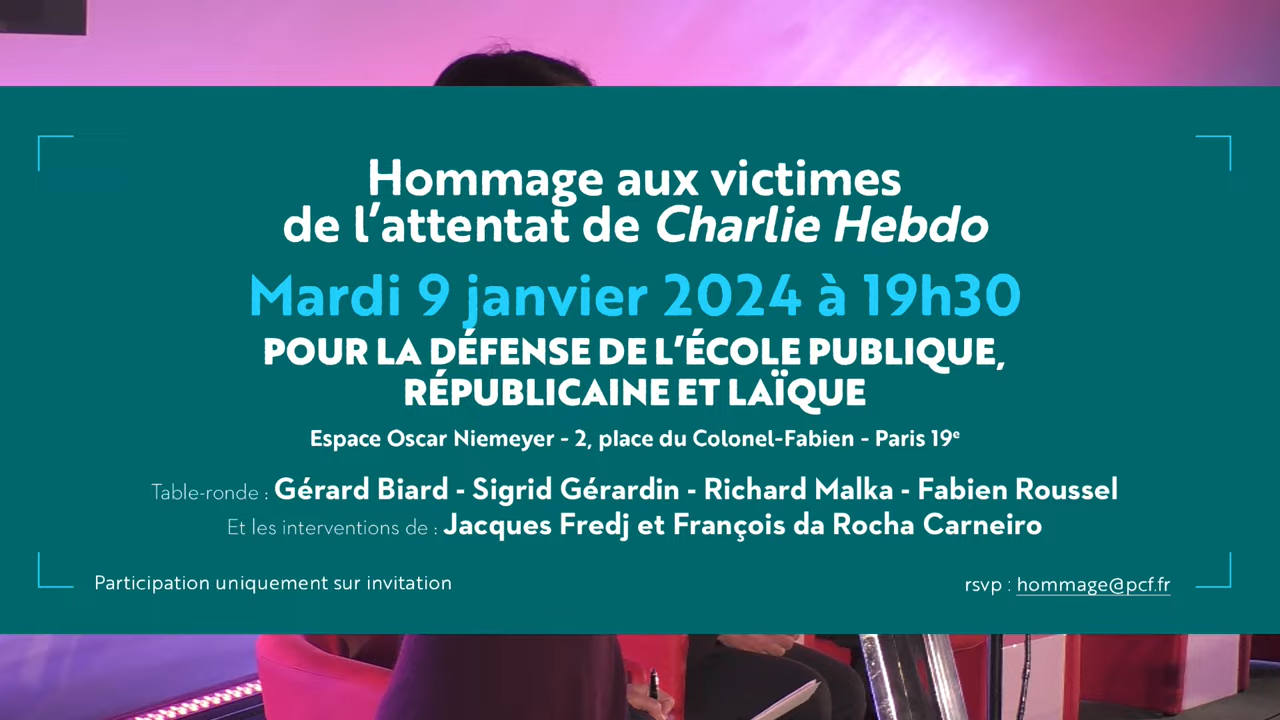 Hommage aux victimes
de l’attentat de Charlie Hebdo
Mardi 9 janvier 2024 à 19h30
POUR LA DÉFENSE DE L’ÉCOLE PUBLIQUE,
RÉPUBLICAINE ET LAÏQUE
Espace Oscar Niemeyer - 2, place du Colonel-Fabien - Paris 19e
Table-ronde : Gérard Biard - Sigrid Gérardin - Richard Malka - Fabien Roussel
Et les interventions de : Jacques Fredj et François da Rocha Carneiro
Participation uniquement sur invitation
rsvp : hommage@pcf.fr